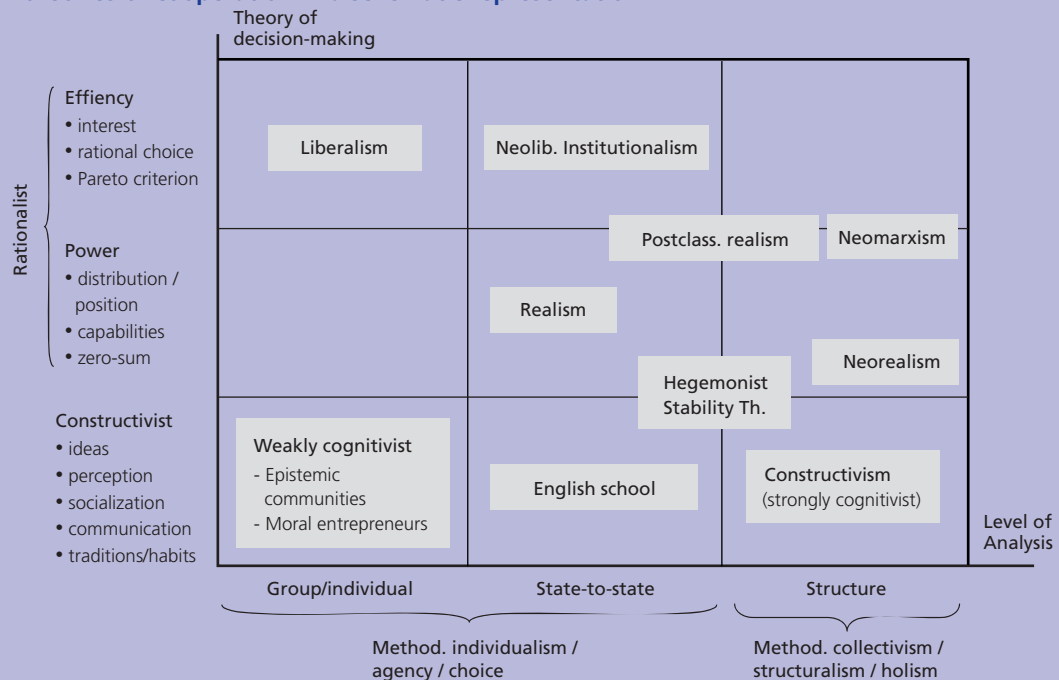 Theory of
decision-making
Rationalist
Effiency
• interest
• rational choice
• Pareto criterion
Liberalism
Neolib. Institutionalism
Postclass. realism
Neomarxism
Power
• distribution /
position
• capabilities
• zero-sum
Realism
Neorealism
Hegemonist
Stability Th.
Constructivist
• ideas
• perception
• socialization
• communication
• traditions/habits
Weakly cognitivist
- Epistemic
communities
- Moral entrepreneurs
English school
Constructivism
(strongly cognitivist)
Level of
Analysis
Group/individual
State-to-state
Structure
Method. individualism /
agency / choice
Method. collectivism /
structuralism / holism